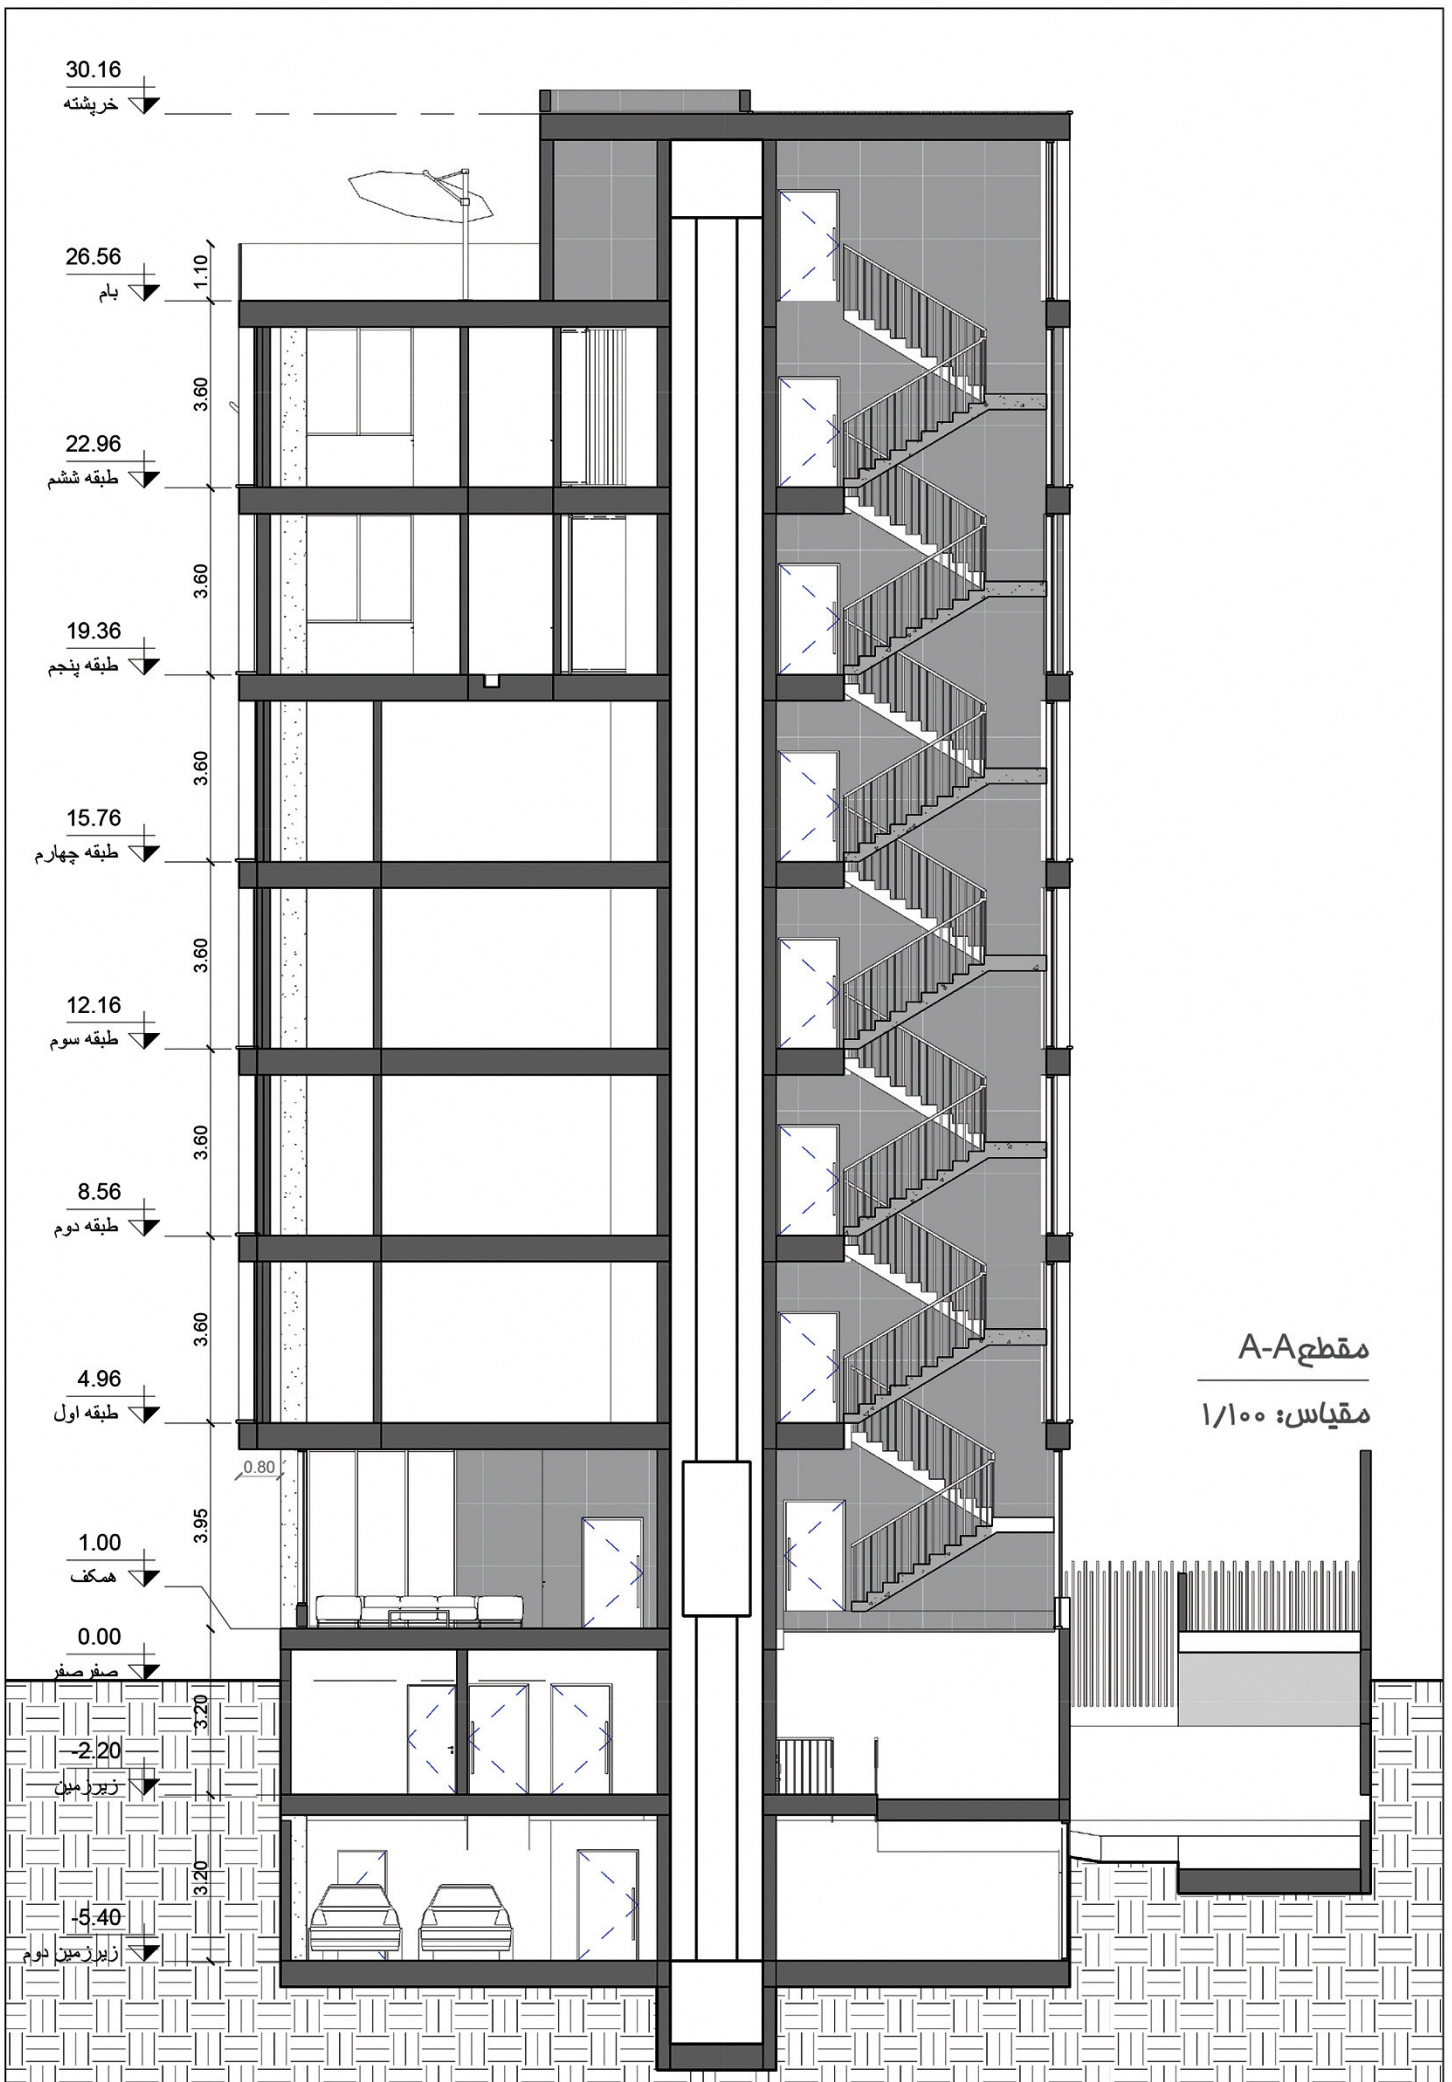 30.16
خرپشته
26.56
بام
1.10
3.60
22.96
طبقه ششم
3.60
19.36
طبقه پنجم
3.60
15.76
طبقه چهارم
3.60
12.16
طبقه سوم
3.60
8.56
طبقه دوم
3.60
4.96
طبقه اول
مقطع A-A
مقیاس: ۱/۱۰۰
0.80
3.95
1.00
همکف
0.00
صفر صفر
3.20
-2.20
زیرزمین
3.20
-5.40
زیرزمین دوم